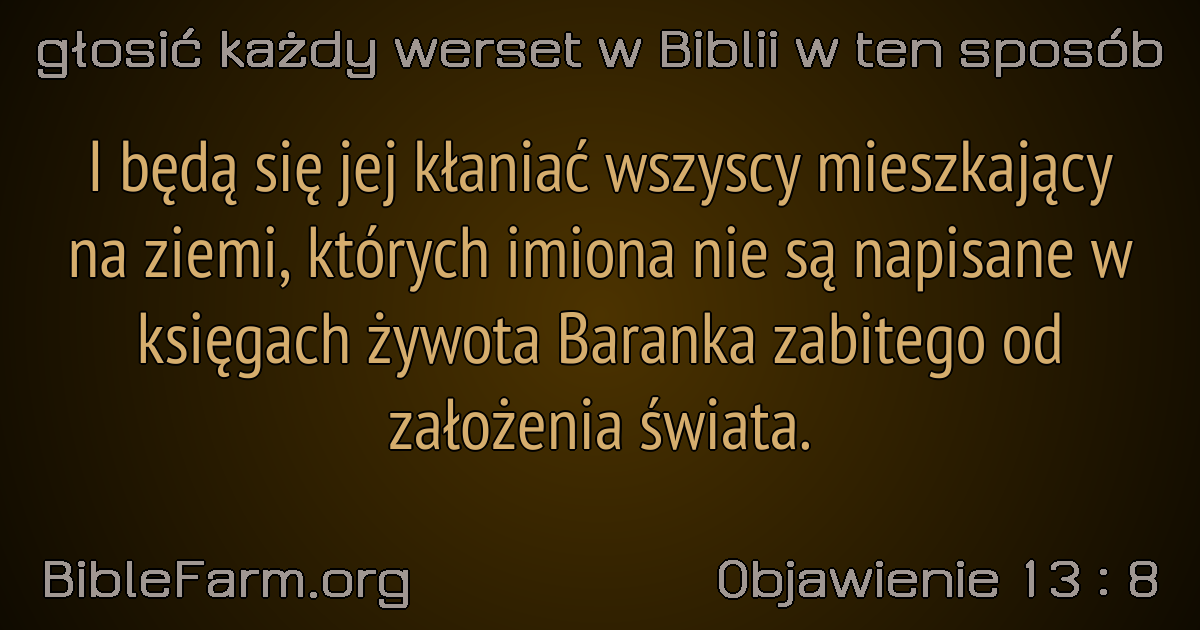 głosić każdy werset w Biblii w ten sposób
I będą się jej kłaniać wszyscy mieszkający
na ziemi, których imiona nie są napisane w
księgach żywota Baranka zabitego od
założenia świata.
BibleFarm.org
Objawienie 13 : 8